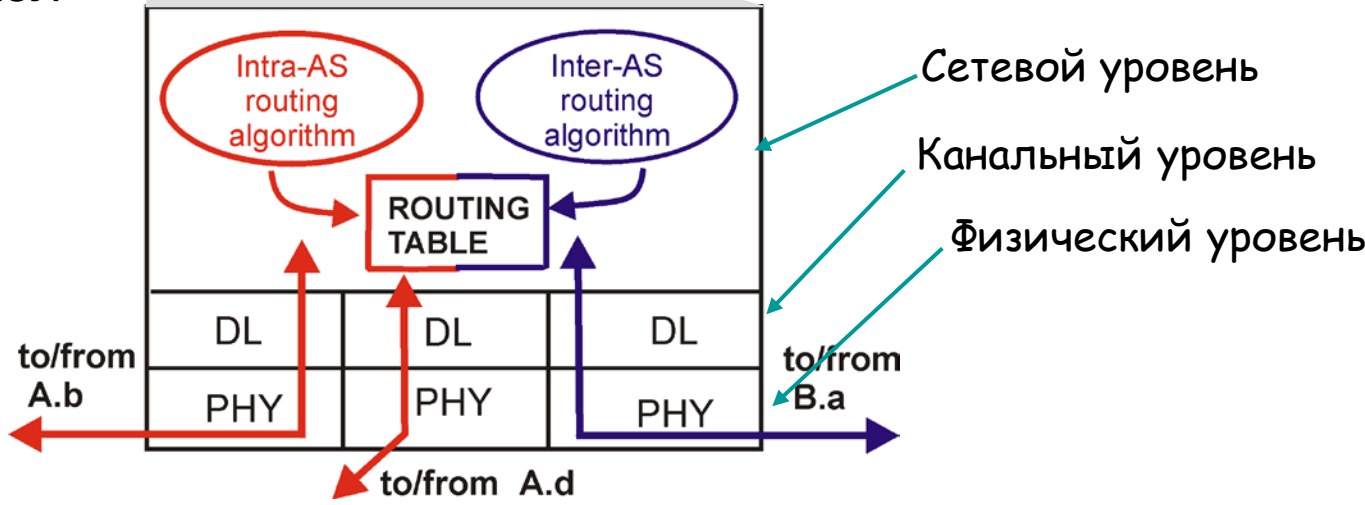 Intra-AS
routing
algorithm
Inter-AS
routing
algorithm
ROUTING
TABLE
Сетевой уровень
Канальный уровень
Физический уровень
DL
DL
DL
PHY
PHY
PHY
to/from
A.b
to/from
B.a
to/from A.d